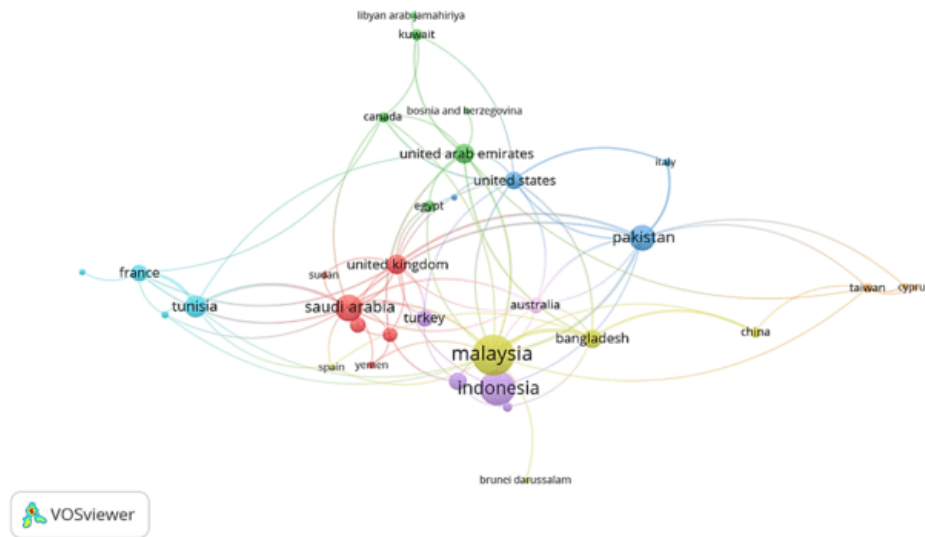 libyan arab jamahiriya
kuwait
canada
bosnia and herzegovina
united arab emirates
united states
italy
egypt
pakistan
united kingdom
sudan
france
taiwan
cypru
tunisia
saudi arabia
australia
turkey
china
bangladesh
malaysia
spain
yemen
indonesia
brunei darussalam
VOSviewer